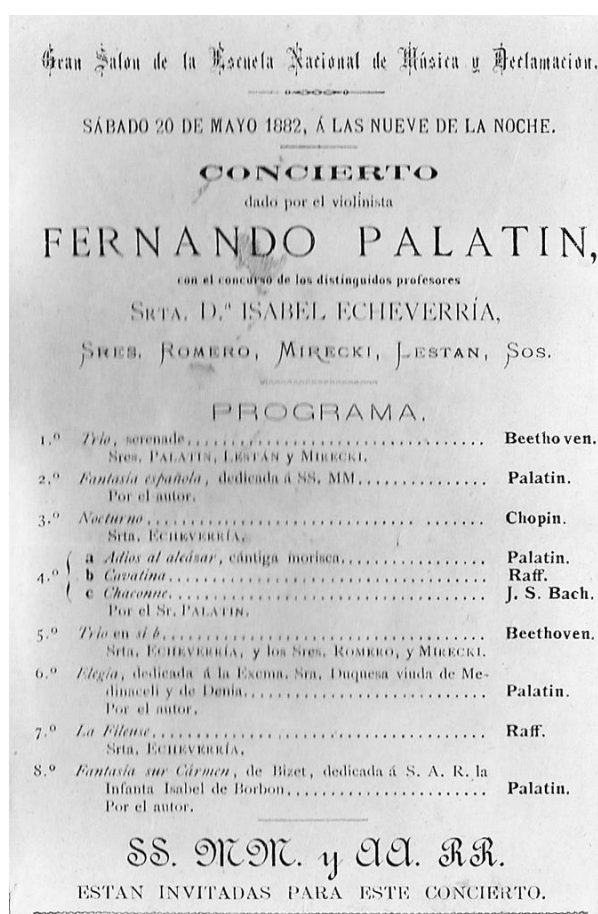 Gran Salon de la Escuela Nacional de Música y Declamacion.
SÁBADO 20 DE MAYO 1882, Á LAS NUEVE DE LA NOCHE.
CONCIERTO
dado por el violinista
FERNANDO PALATIN,
con el concurso de los distinguidos profesores
SRTA. D.ª ISABEL ECHEVERRÍA,
SRES. ROMERO, MIRECKI, LESTAN, SOS.
PROGRAMA.
1.º Trio, serenade.......... Beethoven.
Sres. PALATIN, LESTÁN y MIRECKI.
2.º Fantasía española, dedicada á SS. MM.......... Palatin.
Por el autor.
3.º Nocturno.......... Chopin.
Srta. ECHEVERRÍA.
4.º a Adios al alcázar, cántiga morisca.......... Palatin.
b Cavatina.......... Raff.
c Chaconne.......... J. S. Bach.
Por el Sr. PALATIN.
5.º Trio en si b.......... Beethoven.
Srta. ECHEVERRÍA, y los Sres. ROMERO, y MIRECKI.
6.º Elegía, dedicada á la Excma. Sra. Duquesa viuda de Me-
dinaceli y de Denia.......... Palatin.
Por el autor.
7.º La Fileuse.......... Raff.
Srta. ECHEVERRÍA.
8.º Fantasía sur Cármen, de Bizet, dedicada á S. A. R. la
Infanta Isabel de Borbon.......... Palatin.
Por el autor.
SS. MM. y AA. RR.
ESTAN INVITADAS PARA ESTE CONCIERTO.